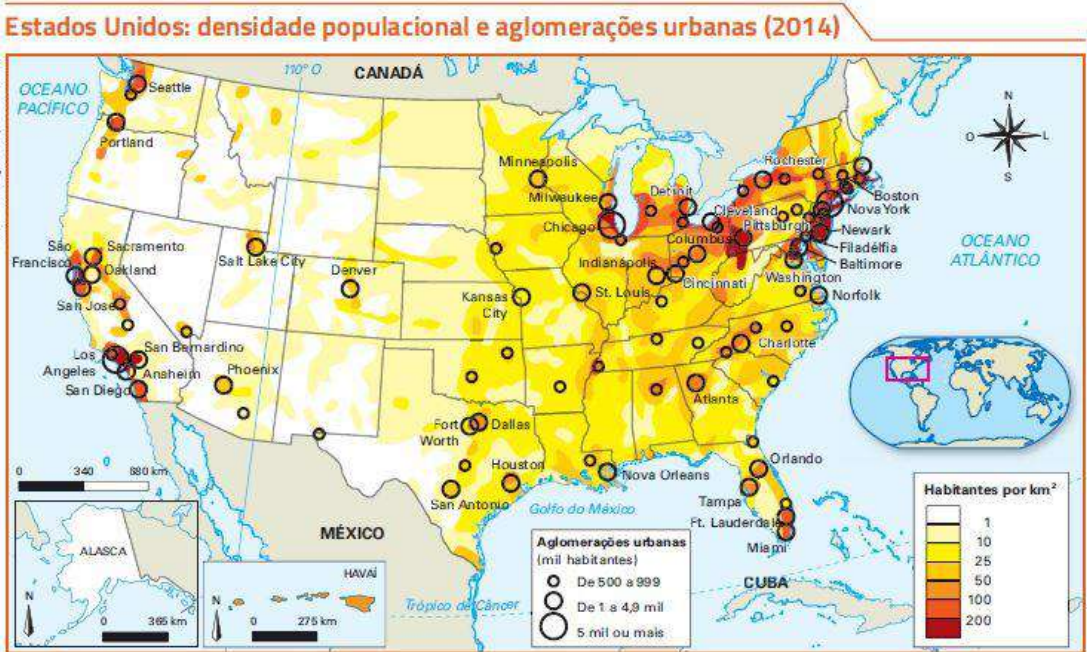 Estados Unidos: densidade populacional e aglomerações urbanas (2014)
110° O
CANADÁ
OCEANO
PACÍFICO
Seattle
Portland
N
O
L
S
Minneapolis
Milwaukee
Chicago
Detroit
Rochester
Cleveland
Pittsburgh
Columbus
Boston
Nova York
Newark
Filadélfia
Baltimore
Washington
Norfolk
OCEANO
ATLÂNTICO
São
Francisco
Sacramento
Oakland
San José
Salt Lake City
Denver
Kansas
City
St. Louis
Indianápolis
Cincinnati
Los
Angeles
San Bernardino
Anaheim
San Diego
Phoenix
Charlotte
Atlanta
Fort
Worth
Dallas
Houston
San Antonio
Nova Orleans
Orlando
Tampa
Ft. Lauderdale
Miami
0 340 680 km
MÉXICO
Golfo do México
CUBA
Trópico de Câncer
ALASCA
N
0 365 km
HAVAÍ
N
0 275 km
Aglomerações urbanas
(mil habitantes)
De 500 a 999
De 1 a 4,9 mil
5 mil ou mais
Habitantes por km²
1
10
25
50
100
200